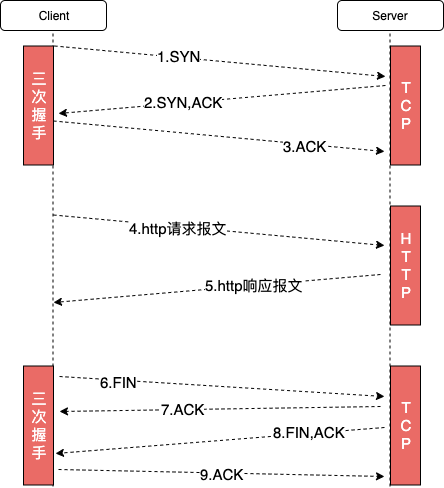 Client
Server
三次握手
TCP
1.SYN
2.SYN,ACK
3.ACK
HTTP
4.http请求报文
5.http响应报文
三次握手
TCP
6.FIN
7.ACK
8.FIN,ACK
9.ACK